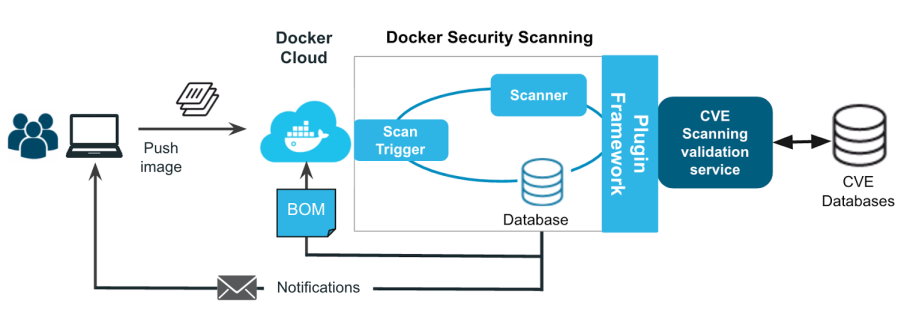 Docker
Cloud
Docker Security Scanning
Push
image
Scan
Trigger
Scanner
Database
Plugin
Framework
CVE
Scanning
validation
service
CVE
Databases
BOM
Notifications